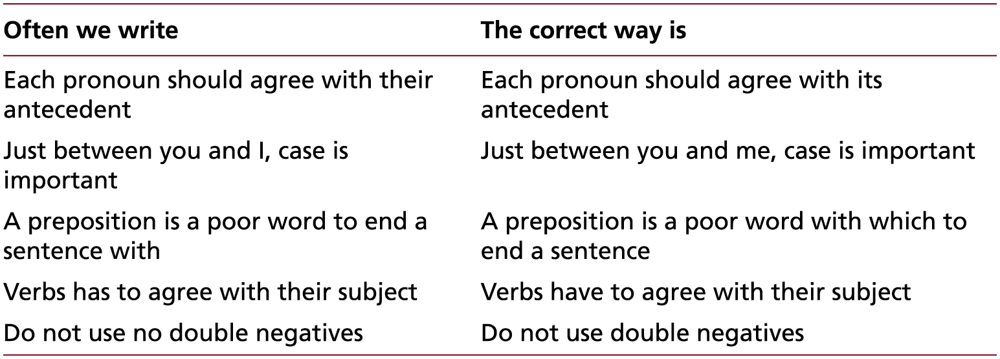 Often we write
The correct way is
Each pronoun should agree with their
antecedent
Each pronoun should agree with its
antecedent
Just between you and I, case is
important
Just between you and me, case is important
A preposition is a poor word to end a
sentence with
A preposition is a poor word with which to
end a sentence
Verbs has to agree with their subject
Verbs have to agree with their subject
Do not use no double negatives
Do not use double negatives